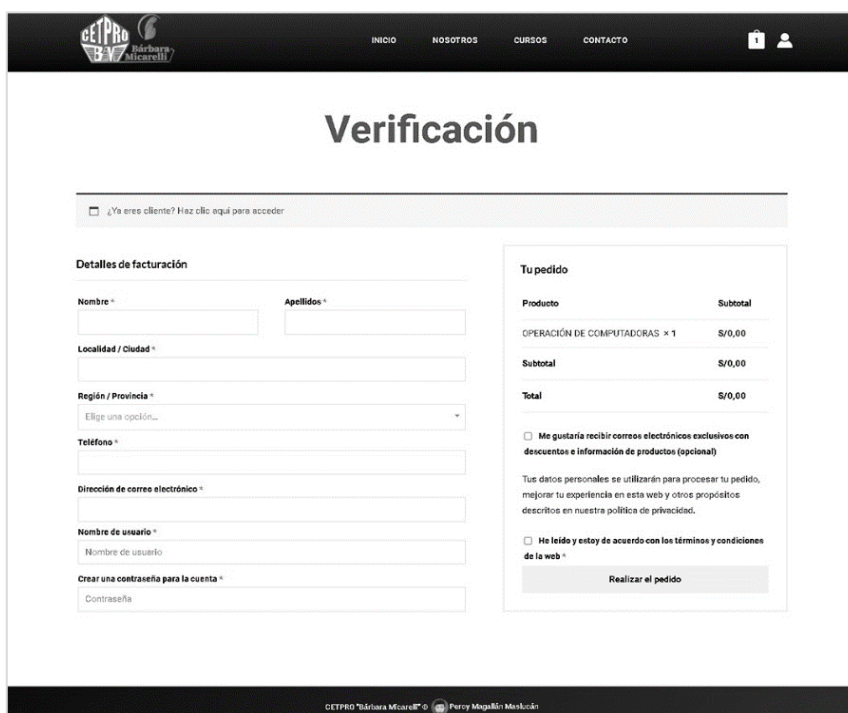 CETPRO
BM Bárbara
Micarelli
INICIO NOSOTROS CURSOS CONTACTO 1
Verificación
¿Ya eres cliente? Haz clic aquí para acceder
Detalles de facturación
Nombre * Apellidos *
Localidad / Ciudad *
Región / Provincia *
Elige una opción...
Teléfono *
Dirección de correo electrónico *
Nombre de usuario *
Nombre de usuario
Crear una contraseña para la cuenta *
Contraseña
Tu pedido
Producto Subtotal
OPERACIÓN DE COMPUTADORAS × 1 S/0,00
Subtotal S/0,00
Total S/0,00
Me gustaría recibir correos electrónicos exclusivos con
descuentos e información de productos (opcional)
Tus datos personales se utilizarán para procesar tu pedido,
mejorar tu experiencia en esta web y otros propósitos
descritos en nuestra política de privacidad.
He leído y estoy de acuerdo con los términos y condiciones
de la web *
Realizar el pedido
CETPRO "Bárbara Micarelli" © Percy Magallán Maslucán